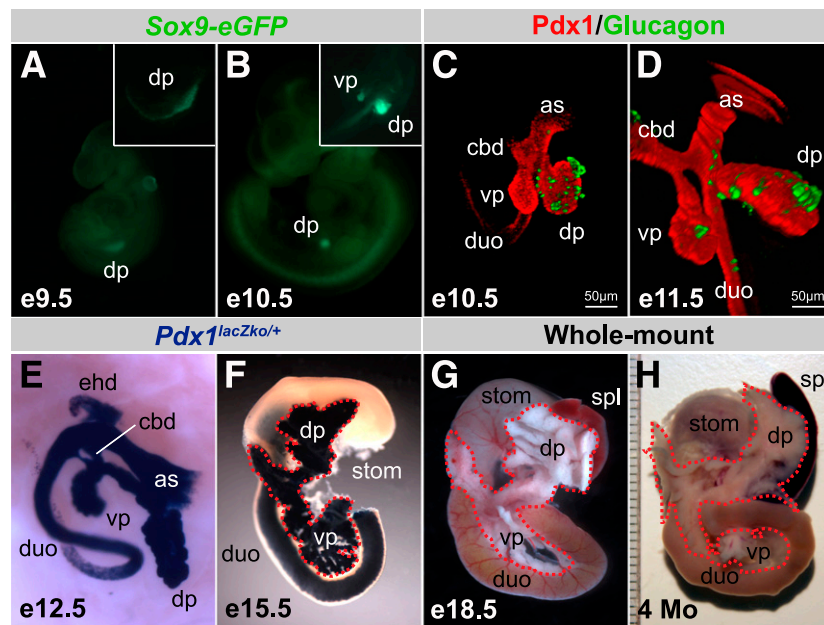 Sox9-eGFP
Pdx1/Glucagon
A
dp
dp
e9.5
B
vp
dp
dp
e10.5
C
as
cbd
vp
duo
dp
e10.5
50μm
D
as
cbd
dp
vp
duo
e11.5
50μm
Pdx1lacZko/+
Whole-mount
E
ehd
cbd
as
vp
duo
dp
e12.5
F
dp
stom
vp
duo
e15.5
G
stom
spl
dp
vp
duo
e18.5
H
spl
stom
dp
vp
duo
4 Mo